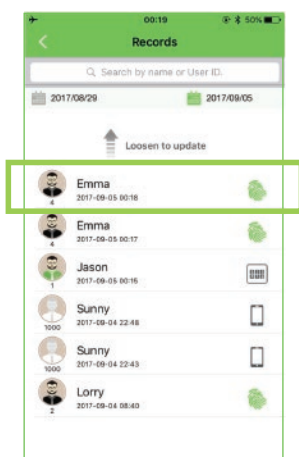 00:19 50%
Records
Search by name or User ID.
2017/08/29 2017/09/05
Loosen to update
Emma
4 2017-09-05 00:18
Emma
4 2017-09-05 00:17
Jason
1 2017-09-05 00:15
Sunny
1000 2017-09-04 22:48
Sunny
1000 2017-09-04 22:43
Lorry
2 2017-09-04 08:40